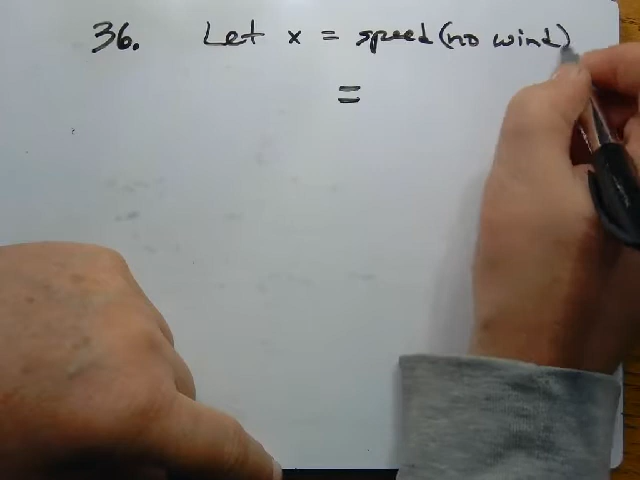 36. Let x = speed (no wind)
=